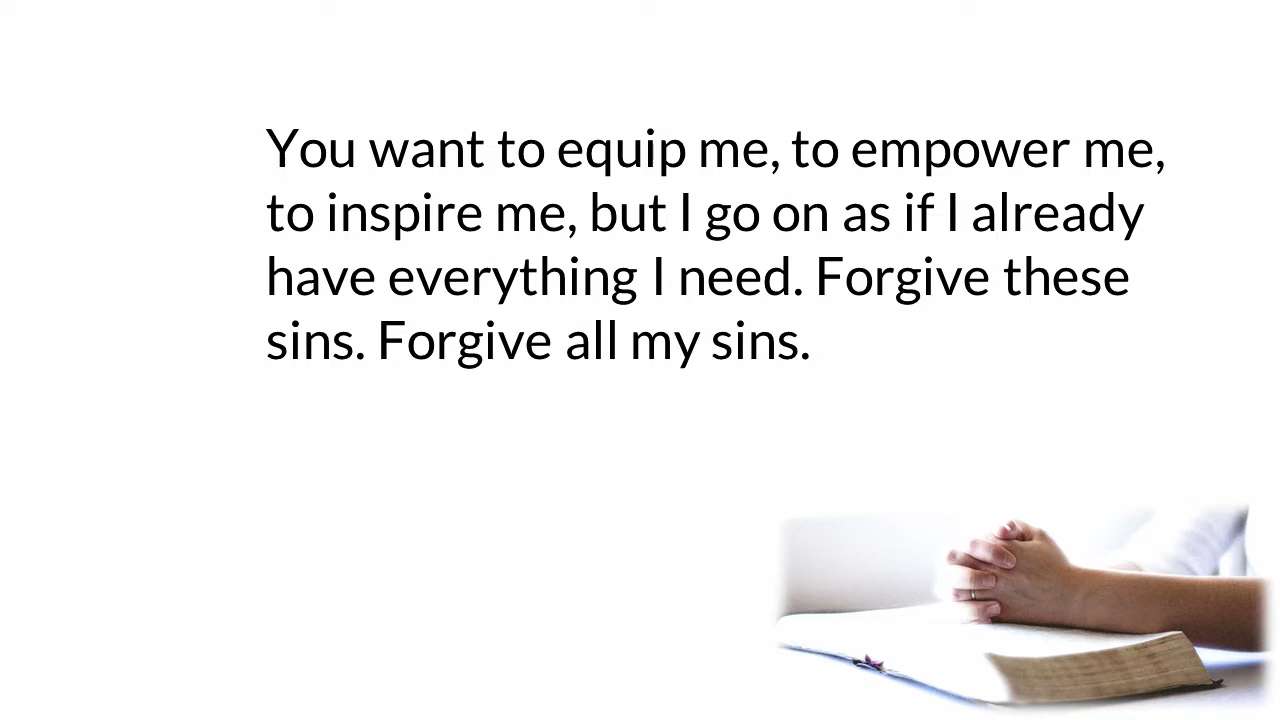 You want to equip me, to empower me,
to inspire me, but I go on as if I already
have everything I need. Forgive these
sins. Forgive all my sins.